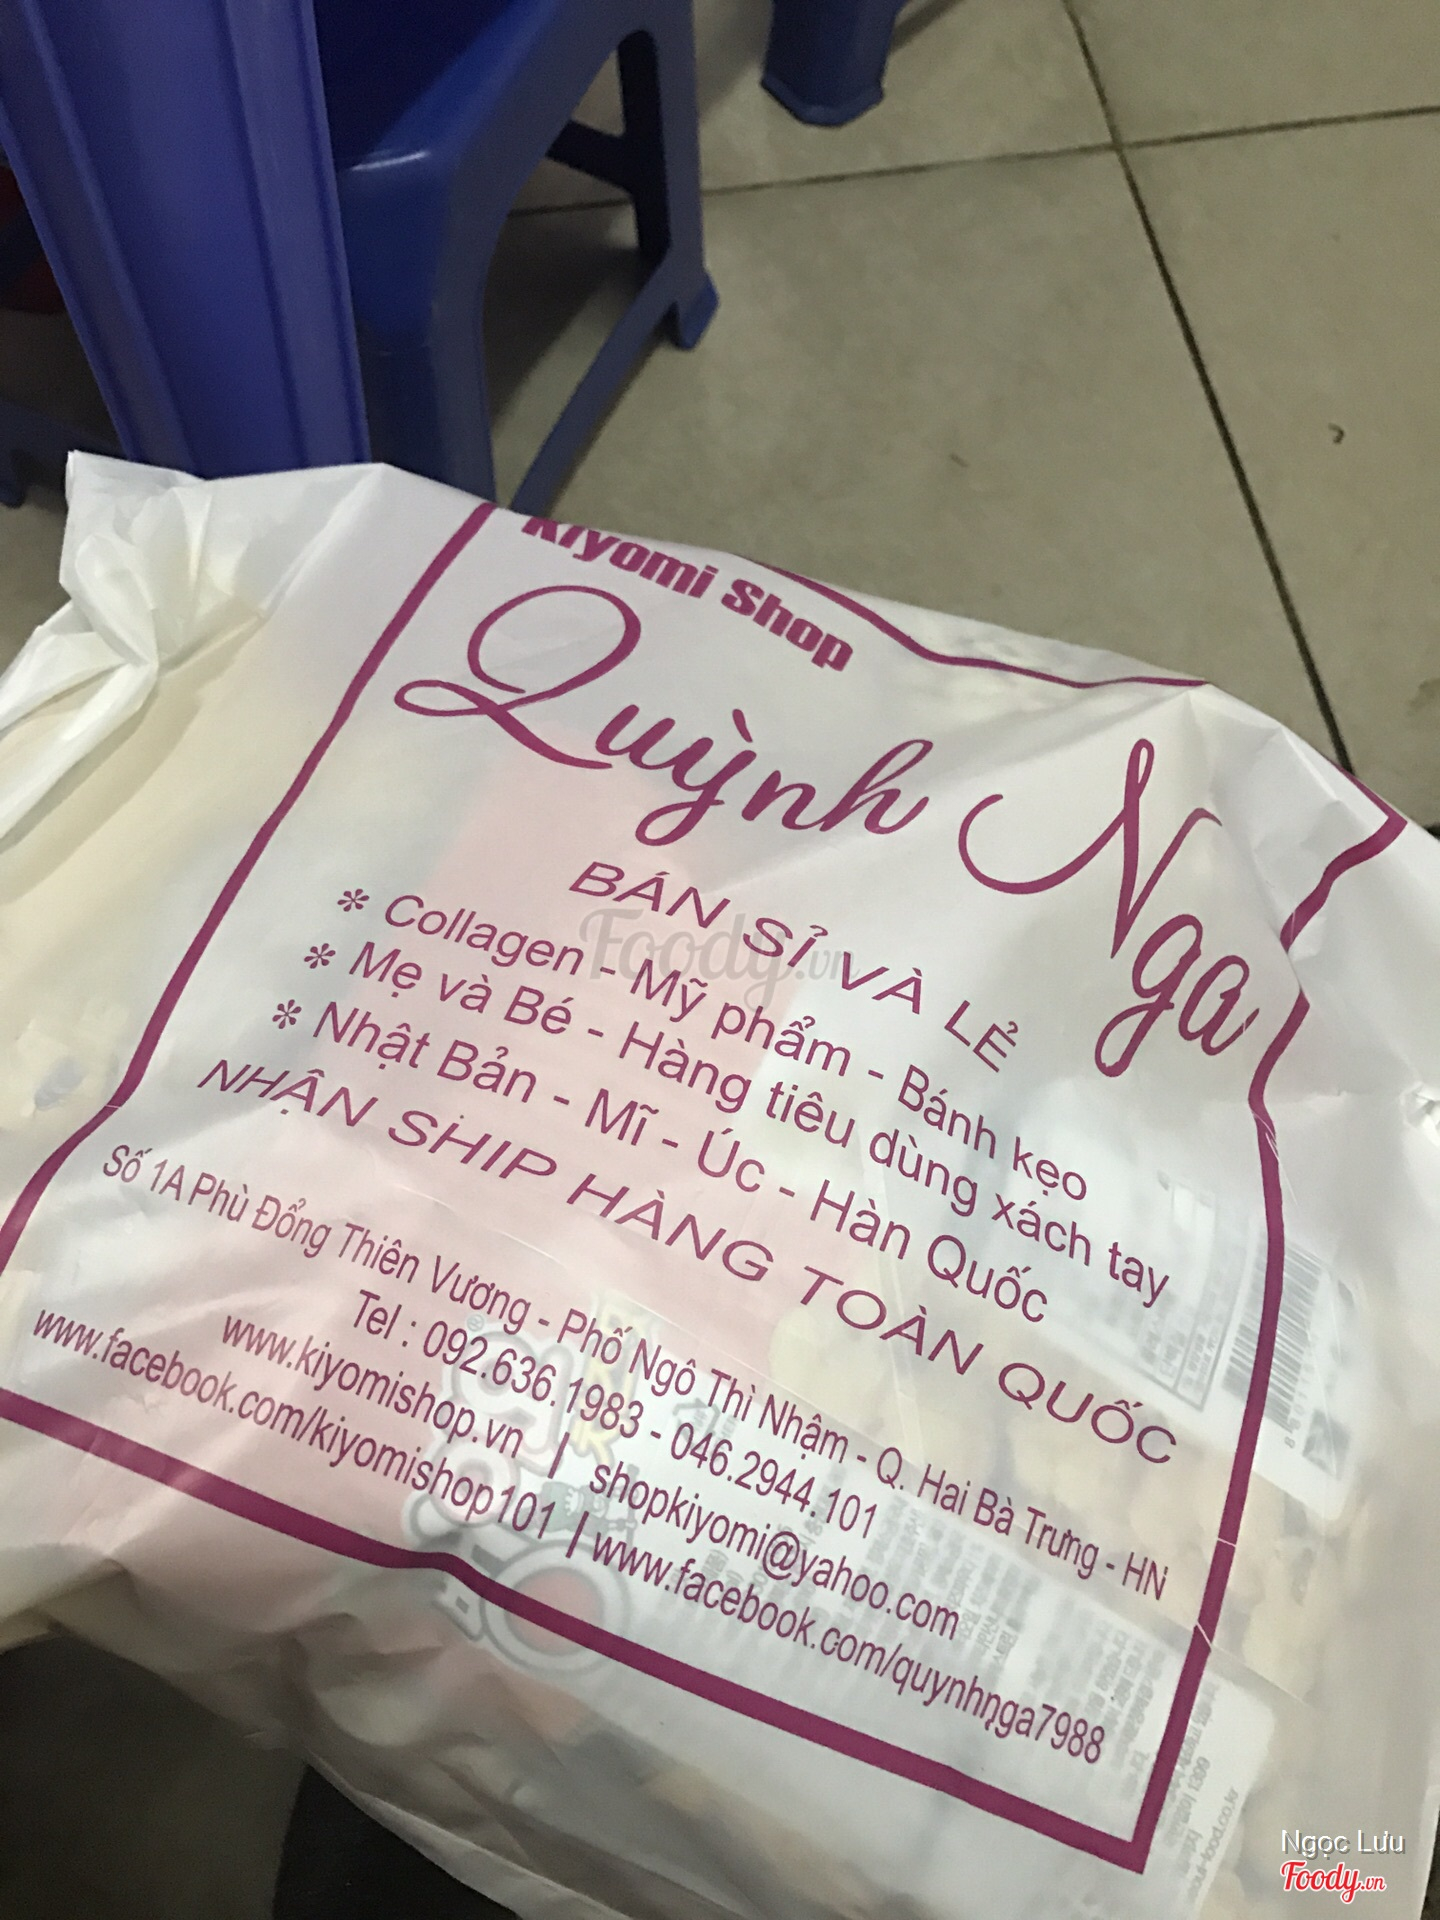 Kiyomi Shop
Quỳnh Nga
BÁN SỈ VÀ LẺ
* Collagen - Mỹ phẩm - Bánh kẹo
* Mẹ và Bé - Hàng tiêu dùng xách tay
* Nhật Bản - Mĩ - Úc - Hàn Quốc
NHẬN SHIP HÀNG TOÀN QUỐC
Số 1A Phù Đổng Thiên Vương - Phố Ngô Thì Nhậm - Q. Hai Bà Trưng - HN
Tel : 092.636.1983 - 046.2944.101
www.kiyomishop.vn | shopkiyomi@yahoo.com
www.facebook.com/kiyomishop101 | www.facebook.com/quynhnga7988
Foody.vn
Ngọc Lưu
Foody.vn